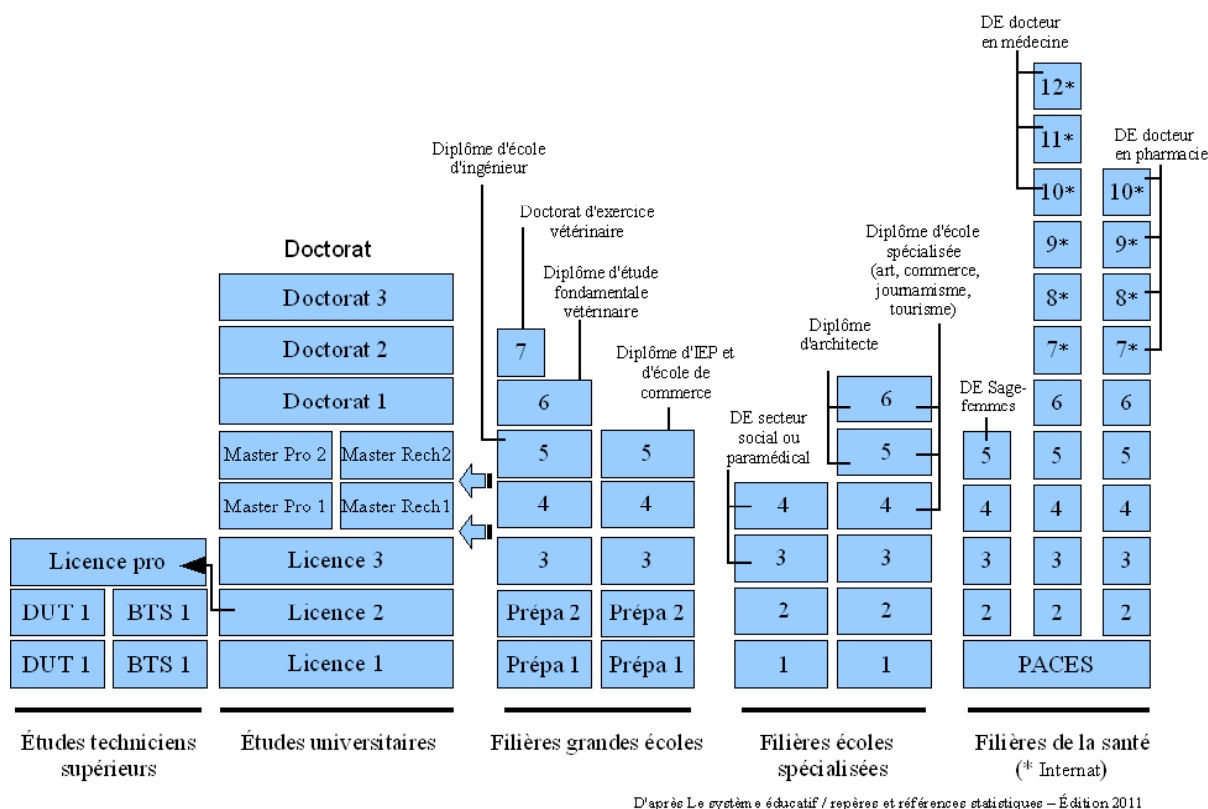 DE docteur
en médecine
12*
11*
10*
9*
8*
7*
6
5
4
3
2
DE docteur
en pharmacie
10*
9*
8*
7*
6
5
4
3
2
DE Sage-
femmes
5
4
3
2
PACES
Diplôme d'école
d'ingénieur
Doctorat d'exercice
vétérinaire
Diplôme d'étude
fondamentale
vétérinaire
7
6
5
4
3
Prépa 2
Prépa 1
Diplôme d'IEP et
d'école de
commerce
5
4
3
Prépa 2
Prépa 1
Diplôme d'école
spécialisée
(art, commerce,
journamisme,
tourisme)
Diplôme
d'architecte
6
5
4
3
2
1
DE secteur
social ou
paramédical
4
3
2
1
Doctorat
Doctorat 3
Doctorat 2
Doctorat 1
Master Pro 2
Master Rech2
Master Pro 1
Master Rech1
Licence 3
Licence 2
Licence 1
Licence pro
DUT 1
BTS 1
DUT 1
BTS 1
Études techniciens
supérieurs
Études universitaires
Filières grandes écoles
Filières écoles
spécialisées
Filières de la santé
(* Internat)
D'après Le système éducatif / repères et références statistiques – Édition 2011